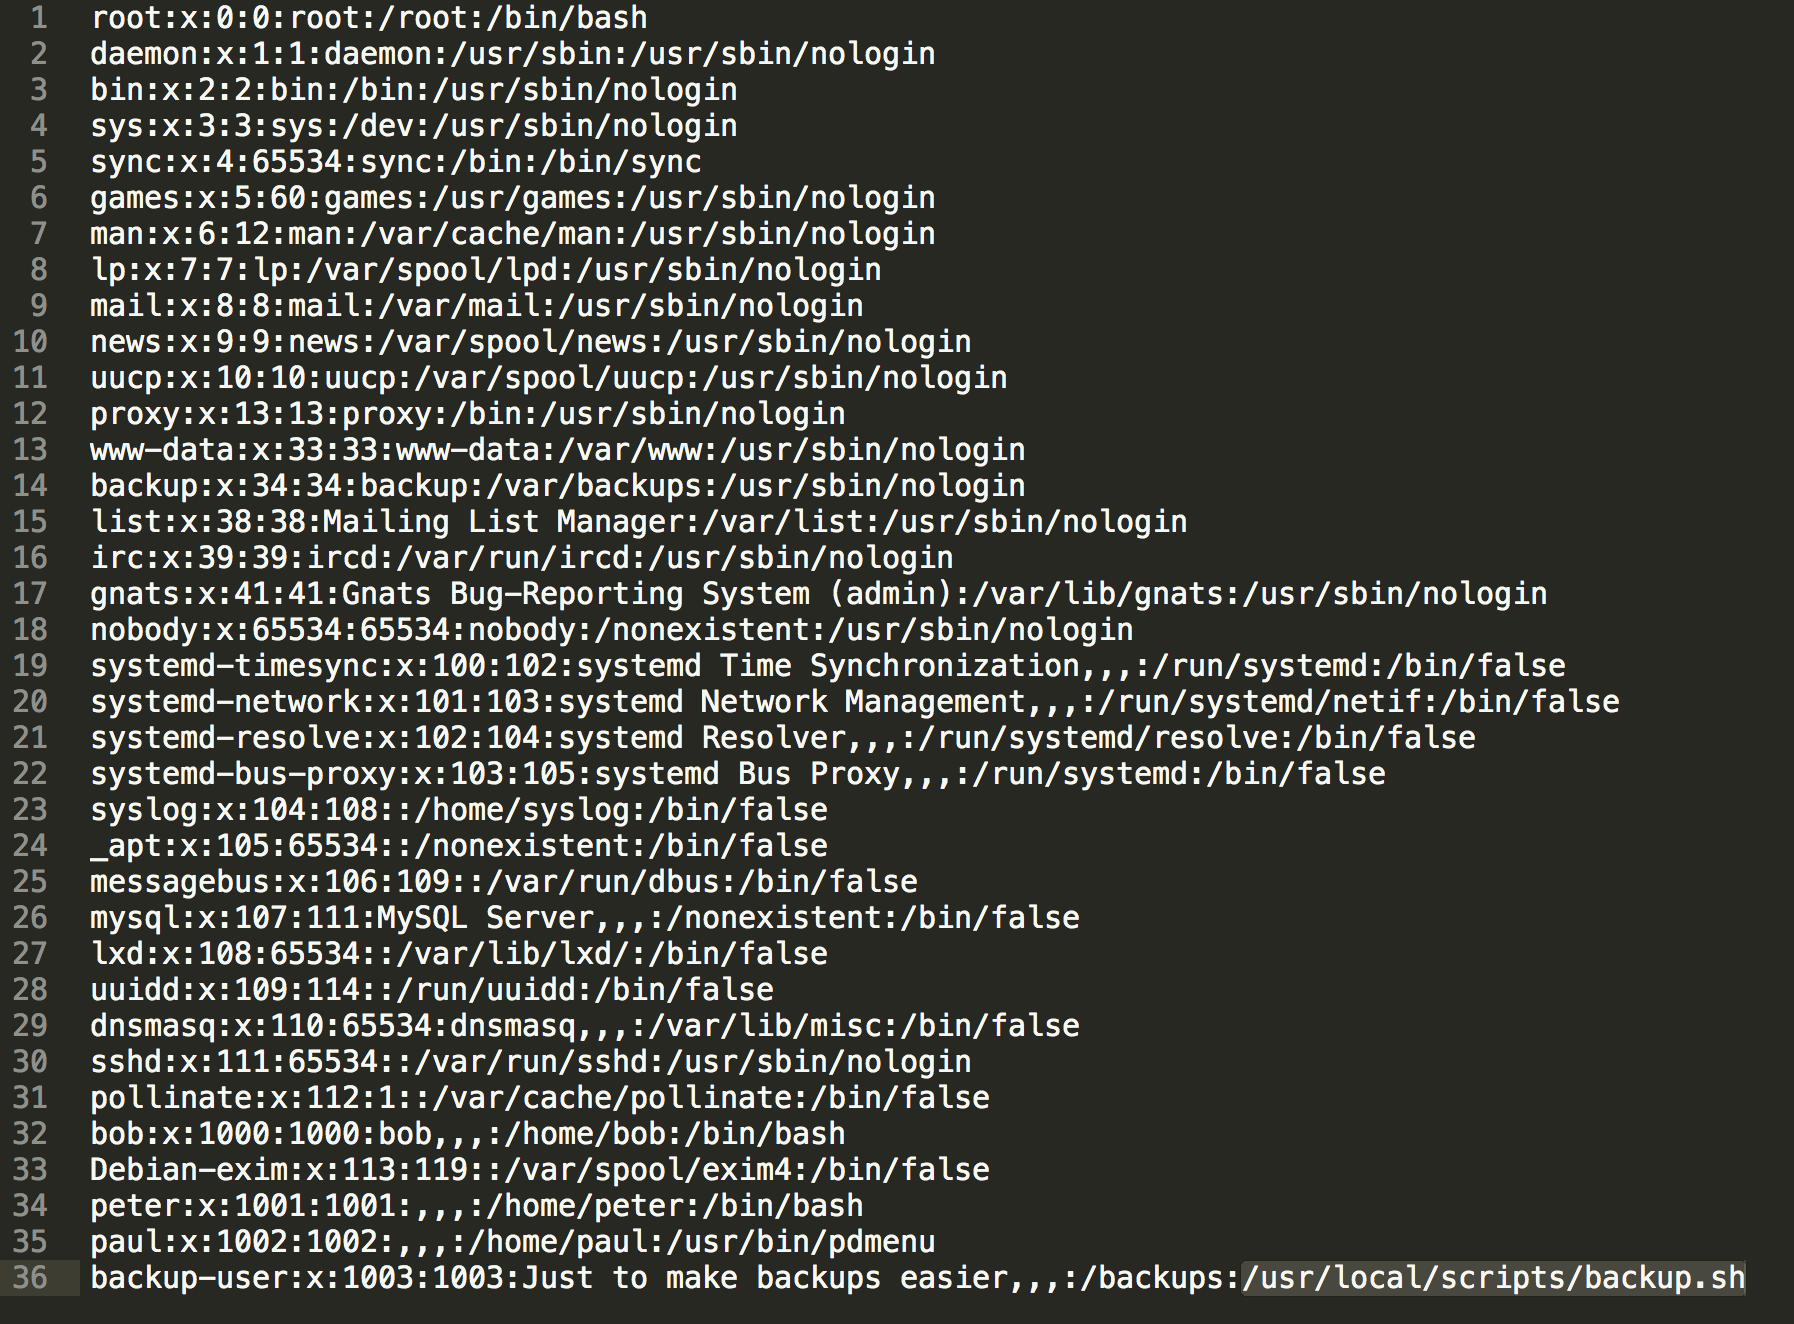 1 root:x:0:0:root:/root:/bin/bash
2 daemon:x:1:1:daemon:/usr/sbin:/usr/sbin/nologin
3 bin:x:2:2:bin:/bin:/usr/sbin/nologin
4 sys:x:3:3:sys:/dev:/usr/sbin/nologin
5 sync:x:4:65534:sync:/bin:/bin/sync
6 games:x:5:60:games:/usr/games:/usr/sbin/nologin
7 man:x:6:12:man:/var/cache/man:/usr/sbin/nologin
8 lp:x:7:7:lp:/var/spool/lpd:/usr/sbin/nologin
9 mail:x:8:8:mail:/var/mail:/usr/sbin/nologin
10 news:x:9:9:news:/var/spool/news:/usr/sbin/nologin
11 uucp:x:10:10:uucp:/var/spool/uucp:/usr/sbin/nologin
12 proxy:x:13:13:proxy:/bin:/usr/sbin/nologin
13 www-data:x:33:33:www-data:/var/www:/usr/sbin/nologin
14 backup:x:34:34:backup:/var/backups:/usr/sbin/nologin
15 list:x:38:38:Mailing List Manager:/var/list:/usr/sbin/nologin
16 irc:x:39:39:ircd:/var/run/ircd:/usr/sbin/nologin
17 gnats:x:41:41:Gnats Bug-Reporting System (admin):/var/lib/gnats:/usr/sbin/nologin
18 nobody:x:65534:65534:nobody:/nonexistent:/usr/sbin/nologin
19 systemd-timesync:x:100:102:systemd Time Synchronization,,,:/run/systemd:/bin/false
20 systemd-network:x:101:103:systemd Network Management,,,:/run/systemd/netif:/bin/false
21 systemd-resolve:x:102:104:systemd Resolver,,,:/run/systemd/resolve:/bin/false
22 systemd-bus-proxy:x:103:105:systemd Bus Proxy,,,:/run/systemd:/bin/false
23 syslog:x:104:108::/home/syslog:/bin/false
24 _apt:x:105:65534::/nonexistent:/bin/false
25 messagebus:x:106:109::/var/run/dbus:/bin/false
26 mysql:x:107:111:MySQL Server,,,:/nonexistent:/bin/false
27 lxd:x:108:65534::/var/lib/lxd/:/bin/false
28 uuidd:x:109:114::/run/uuidd:/bin/false
29 dnsmasq:x:110:65534:dnsmasq,,,:/var/lib/misc:/bin/false
30 sshd:x:111:65534::/var/run/sshd:/usr/sbin/nologin
31 pollinate:x:112:1::/var/cache/pollinate:/bin/false
32 bob:x:1000:1000:bob,,,:/home/bob:/bin/bash
33 Debian-exim:x:113:119::/var/spool/exim4:/bin/false
34 peter:x:1001:1001:,,,:/home/peter:/bin/bash
35 paul:x:1002:1002:,,,:/home/paul:/usr/bin/pdmenu
36 backup-user:x:1003:1003:Just to make backups easier,,,:/backups:/usr/local/scripts/backup.sh